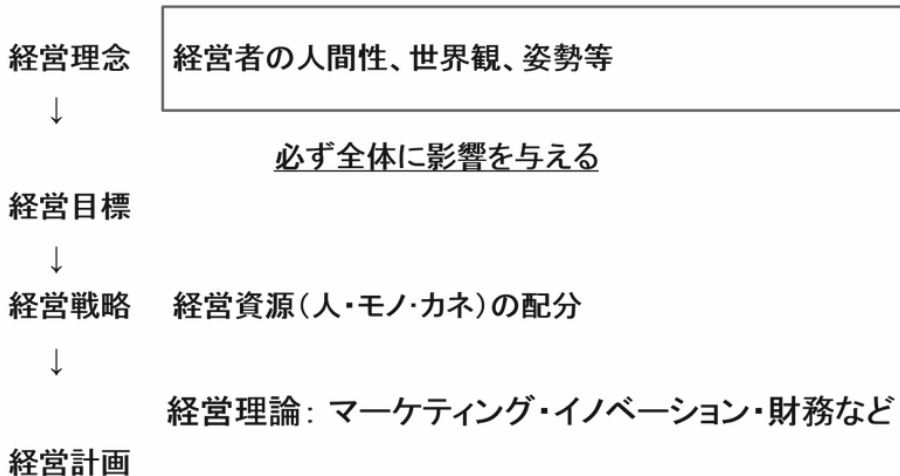 経営理念 経営者の人間性、世界観、姿勢等
↓
必ず全体に影響を与える
経営目標
↓
経営戦略 経営資源(人・モノ・カネ)の配分
↓
経営理論: マーケティング・イノベーション・財務など
経営計画